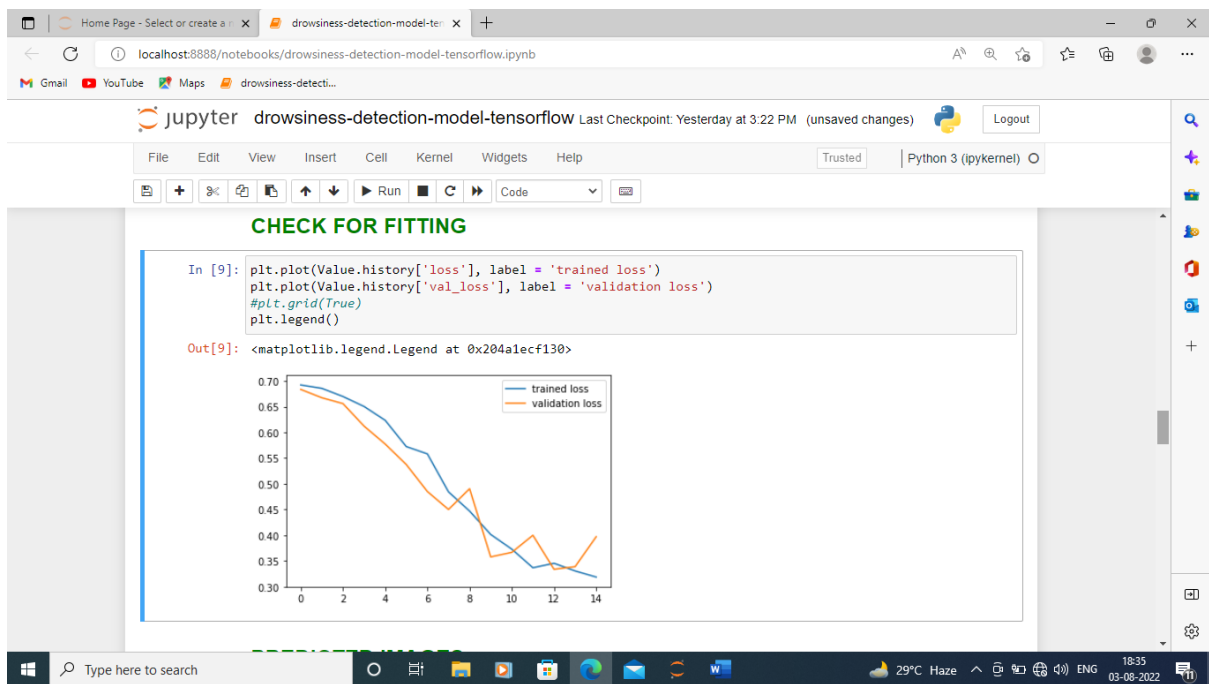 Home Page - Select or create a n
drowsiness-detection-model-ten
localhost:8888/notebooks/drowsiness-detection-model-tensorflow.ipynb
Gmail YouTube Maps drowsiness-detecti...
jupyter drowsiness-detection-model-tensorflow Last Checkpoint: Yesterday at 3:22 PM (unsaved changes) Logout
File Edit View Insert Cell Kernel Widgets Help Trusted Python 3 (ipykernel)
Run Code
CHECK FOR FITTING
In [9]: plt.plot(Value.history['loss'], label = 'trained loss')
plt.plot(Value.history['val_loss'], label = 'validation loss')
#plt.grid(True)
plt.legend()
Out[9]: <matplotlib.legend.Legend at 0x204a1ecf130>
trained loss
validation loss
0.70
0.65
0.60
0.55
0.50
0.45
0.40
0.35
0.30
0 2 4 6 8 10 12 14
PREDICTED IMAGES
Type here to search 29°C Haze ENG 18:35
03-08-2022
11